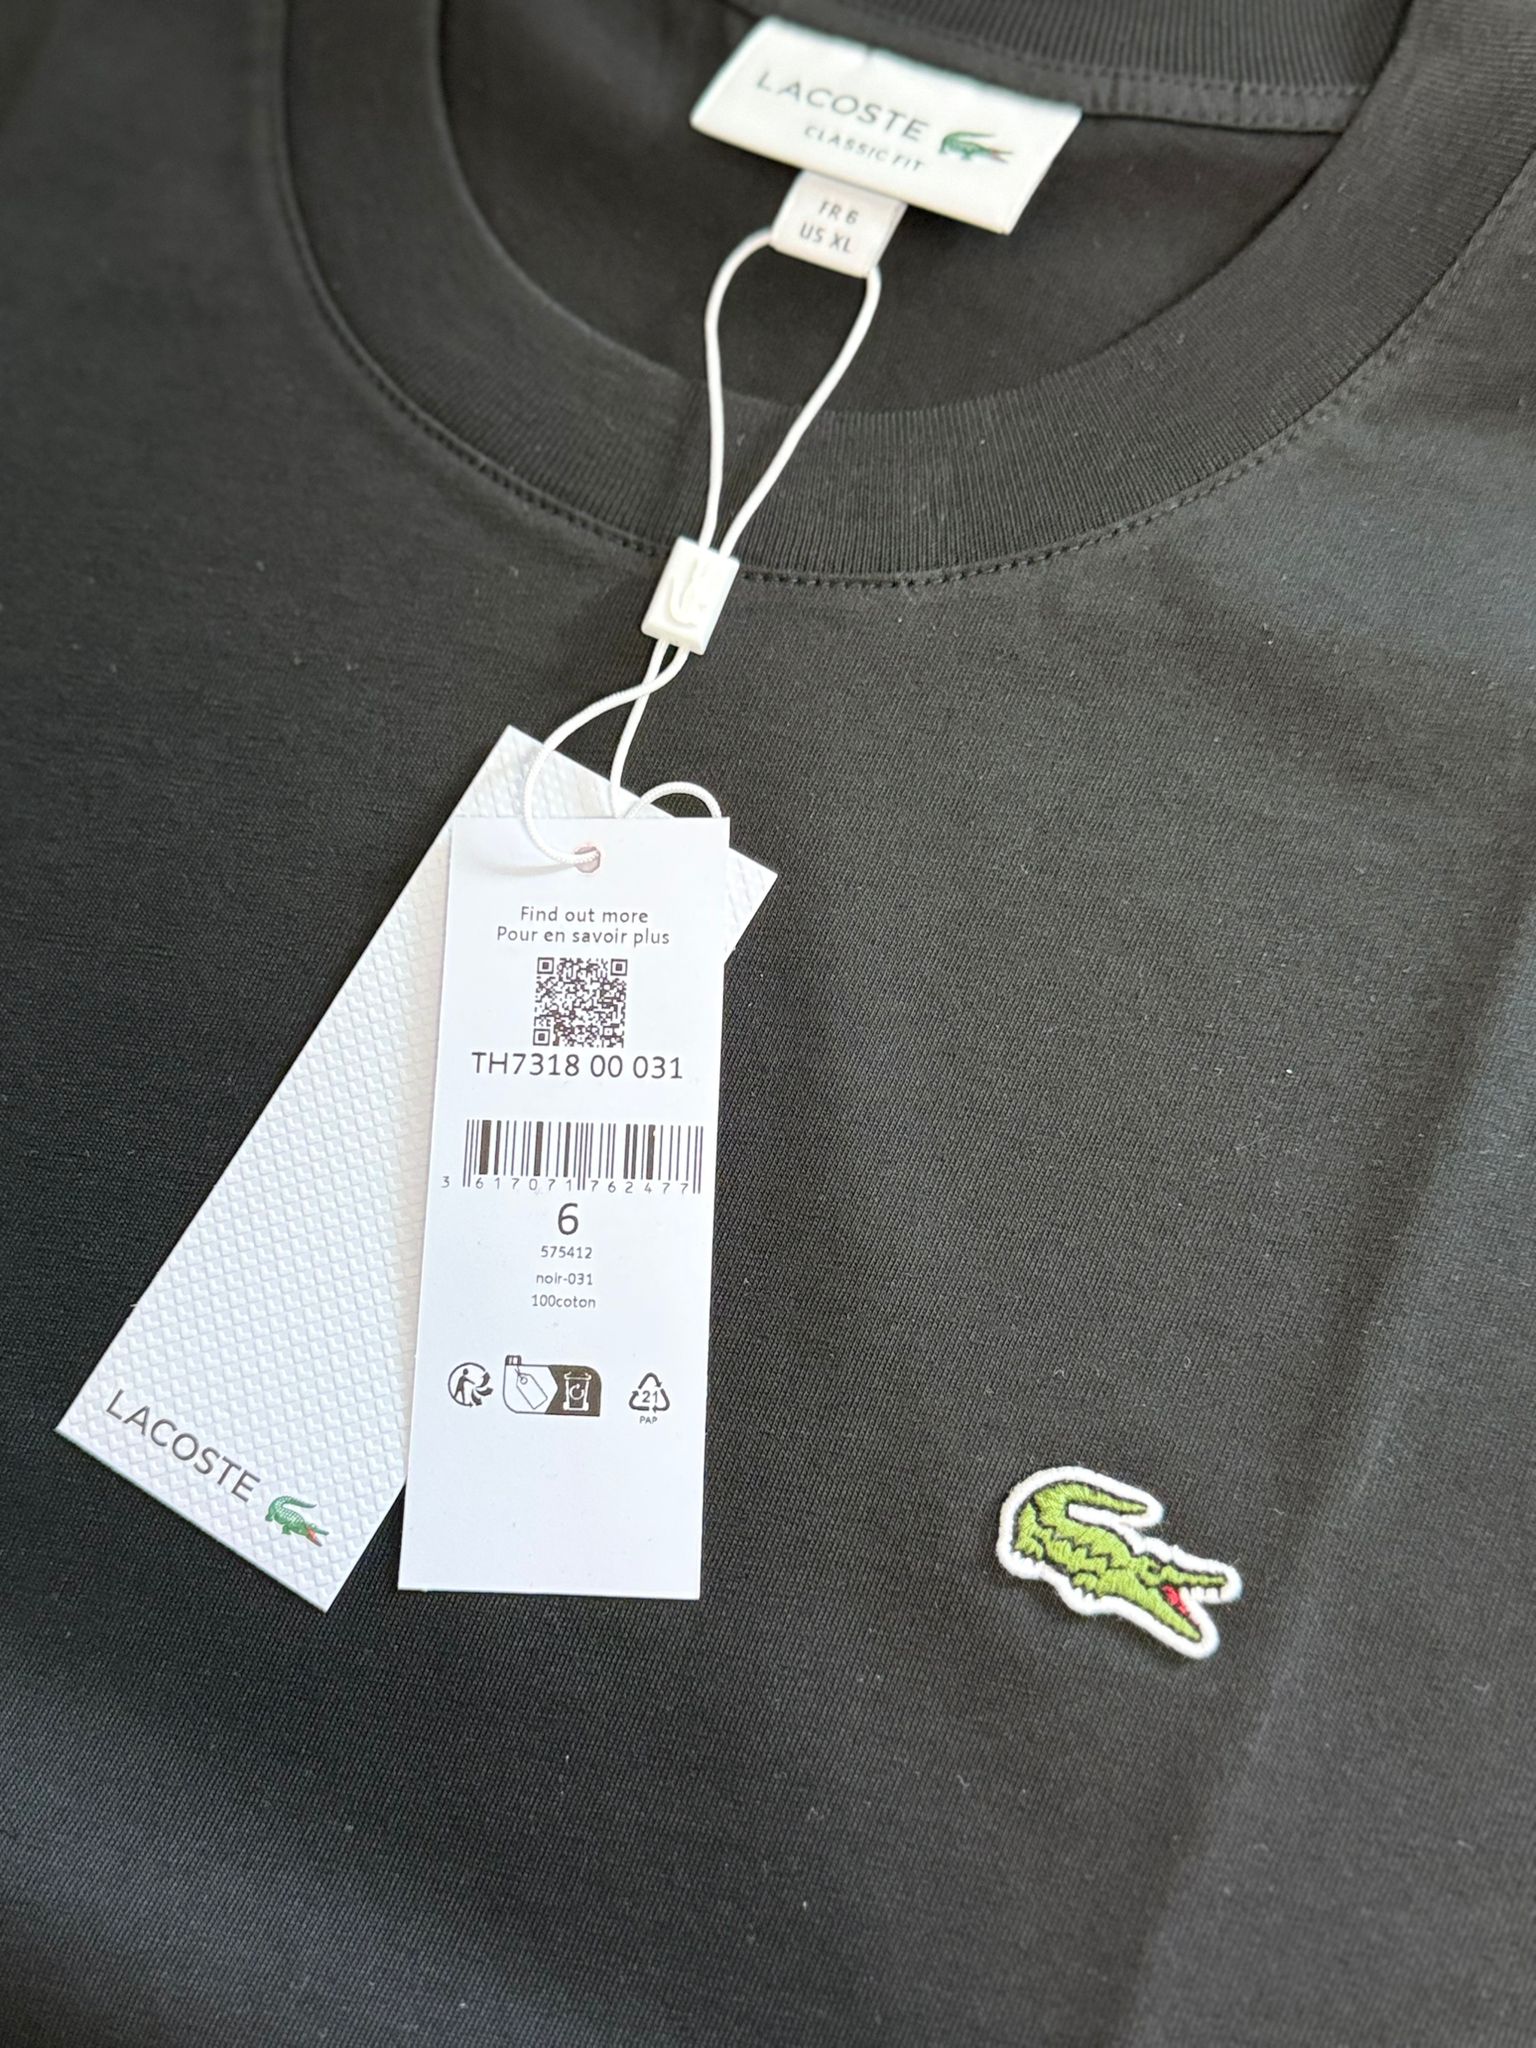 LACOSTE
CLASSIC FIT
FR 6
US XL
Find out more
Pour en savoir plus
TH7318 00 031
3 617071 762477
6
575412
noir-031
100coton
21
PAP
LACOSTE